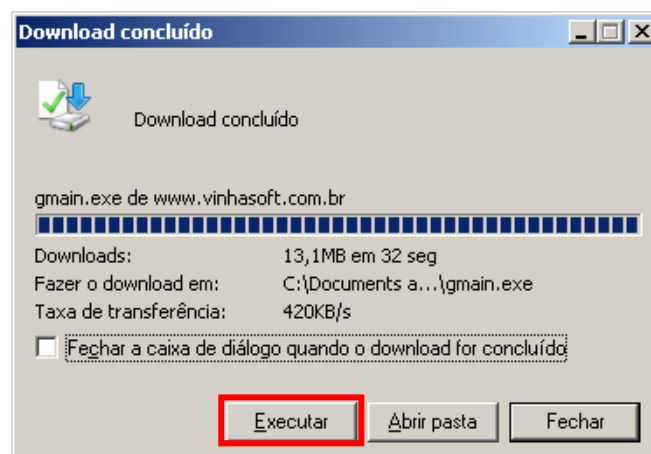 Download concluído
Download concluído
gmain.exe de www.vinhasoft.com.br
Downloads: 13,1MB em 32 seg
Fazer o download em: C:\Documents a...\gmain.exe
Taxa de transferência: 420KB/s
Fechar a caixa de diálogo quando o download for concluído
Executar Abrir pasta Fechar